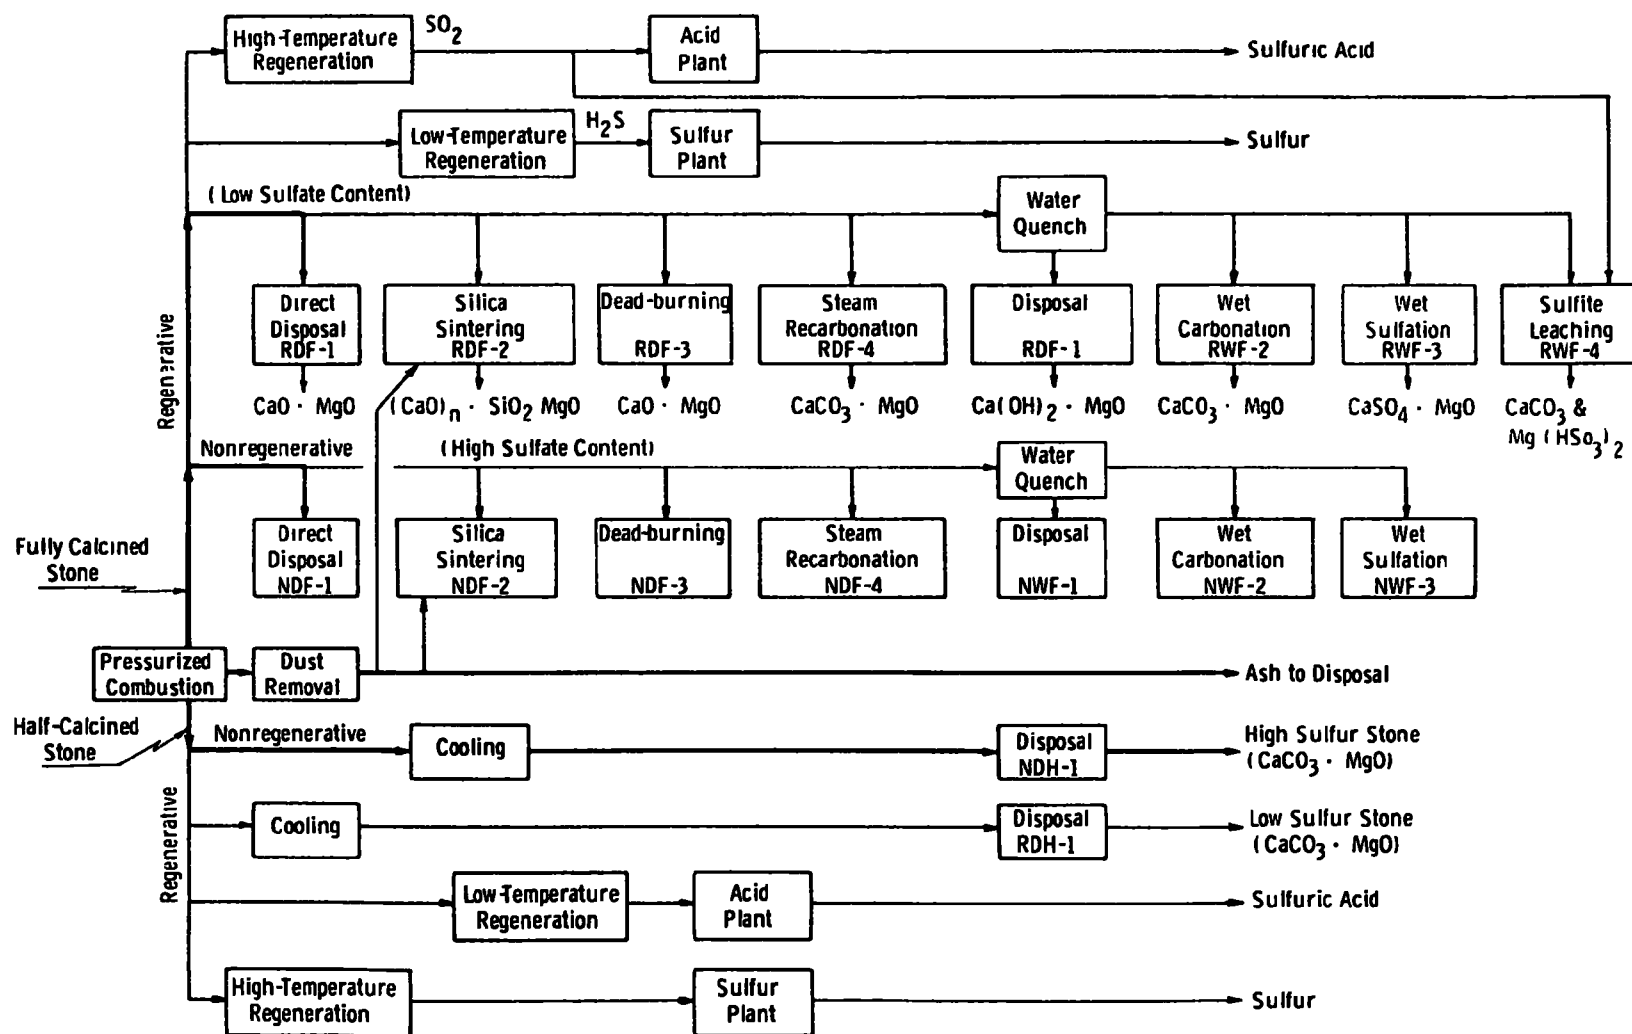 SO2
High-Temperature
Regeneration
Acid
Plant
Sulfuric Acid
H2S
Low-Temperature
Regeneration
Sulfur
Plant
Sulfur
(Low Sulfate Content)
Water
Quench
Direct
Disposal
RDF-1
Silica
Sintering
RDF-2
Dead-burning
RDF-3
Steam
Recarbonation
RDF-4
Disposal
RDF-1
Wet
Carbonation
RWF-2
Wet
Sulfation
RWF-3
Sulfite
Leaching
RWF-4
Regenerative
CaO · MgO
(CaO)n · SiO2 MgO
CaO · MgO
CaCO3 · MgO
Ca(OH)2 · MgO
CaCO3 · MgO
CaSO4 · MgO
CaCO3 &
Mg(HSo3)2
Nonregenerative
(High Sulfate Content)
Water
Quench
Fully Calcined
Stone
Direct
Disposal
NDF-1
Silica
Sintering
NDF-2
Dead-burning
NDF-3
Steam
Recarbonation
NDF-4
Disposal
NWF-1
Wet
Carbonation
NWF-2
Wet
Sulfation
NWF-3
Pressurized
Combustion
Dust
Removal
Ash to Disposal
Half-Calcined
Stone
Nonregenerative
Cooling
Disposal
NDH-1
High Sulfur Stone
(CaCO3 · MgO)
Regenerative
Cooling
Disposal
RDH-1
Low Sulfur Stone
(CaCO3 · MgO)
Low-Temperature
Regeneration
Acid
Plant
Sulfuric Acid
High-Temperature
Regeneration
Sulfur
Plant
Sulfur